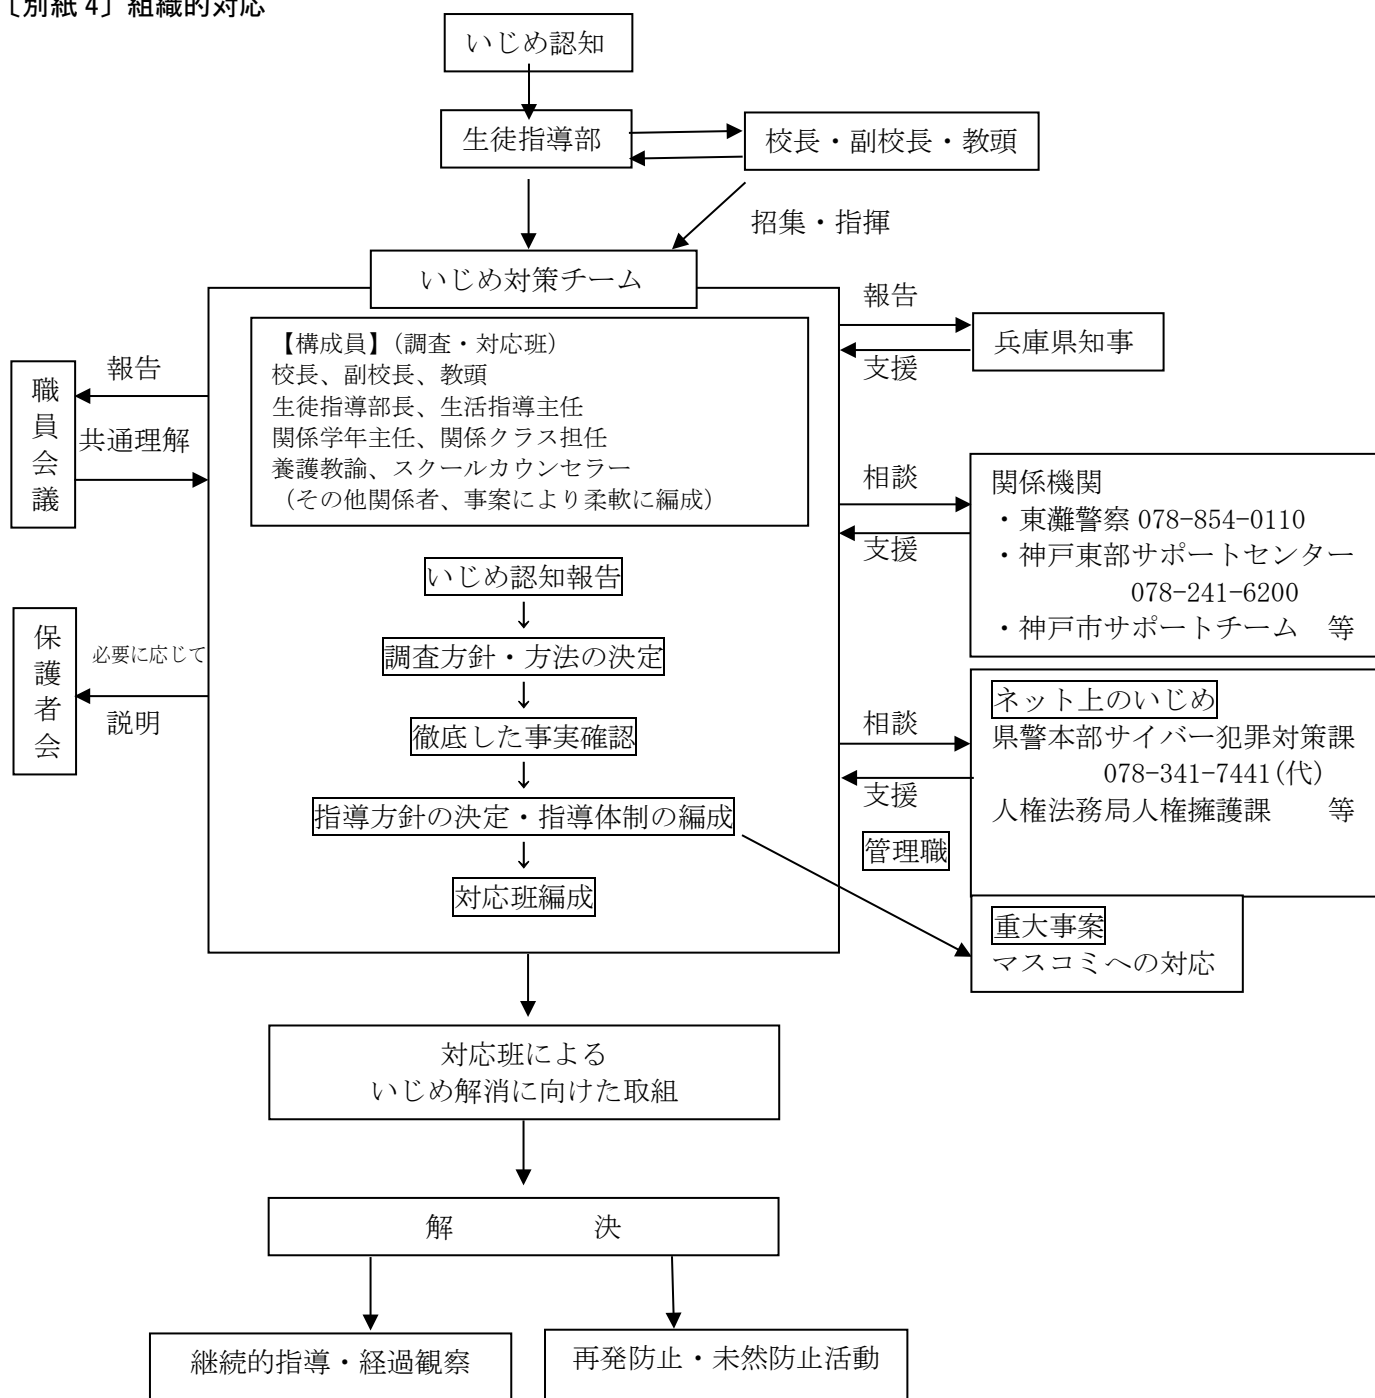 〔別紙4〕組織的対応
いじめ認知
生徒指導部
校長・副校長・教頭
招集・指揮
いじめ対策チーム
【構成員】(調査・対応班)
校長、副校長、教頭
生徒指導部長、生活指導主任
関係学年主任、関係クラス担任
養護教諭、スクールカウンセラー
(その他関係者、事案により柔軟に編成)
報告
兵庫県知事
支援
職員会議
報告
共通理解
相談
支援
関係機関
・東灘警察 078-854-0110
・神戸東部サポートセンター
078-241-6200
・神戸市サポートチーム　等
いじめ認知報告
↓
調査方針・方法の決定
↓
徹底した事実確認
↓
指導方針の決定・指導体制の編成
↓
対応班編成
保護者会
必要に応じて
説明
相談
支援
ネット上のいじめ
県警本部サイバー犯罪対策課
078-341-7441(代)
人権法務局人権擁護課　　等
管理職
重大事案
マスコミへの対応
対応班による
いじめ解消に向けた取組
解　　　　　決
継続的指導・経過観察
再発防止・未然防止活動